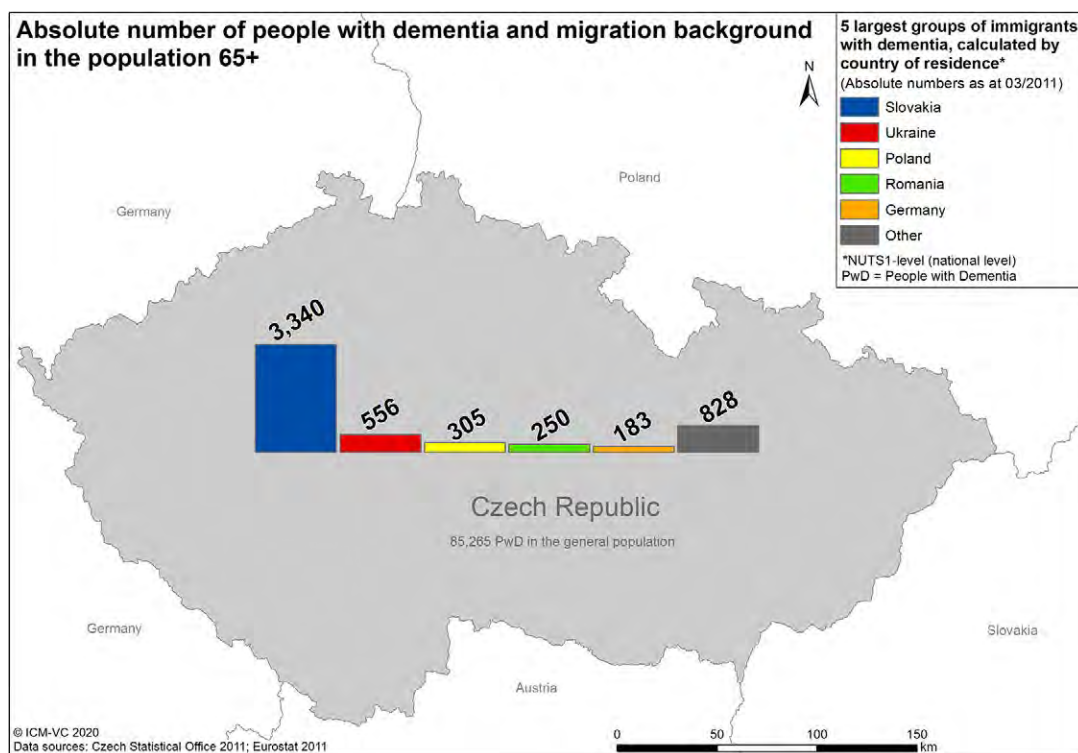 Absolute number of people with dementia and migration background
in the population 65+
N
5 largest groups of immigrants
with dementia, calculated by
country of residence*
(Absolute numbers as at 03/2011)
Slovakia
Ukraine
Poland
Romania
Germany
Other
*NUTS1-level (national level)
PwD = People with Dementia
Poland
Germany
3,340
556
305
250
183
828
Czech Republic
85,265 PwD in the general population
Germany
Slovakia
Austria
© ICM-VC 2020
Data sources: Czech Statistical Office 2011; Eurostat 2011
0 50 100 150
km